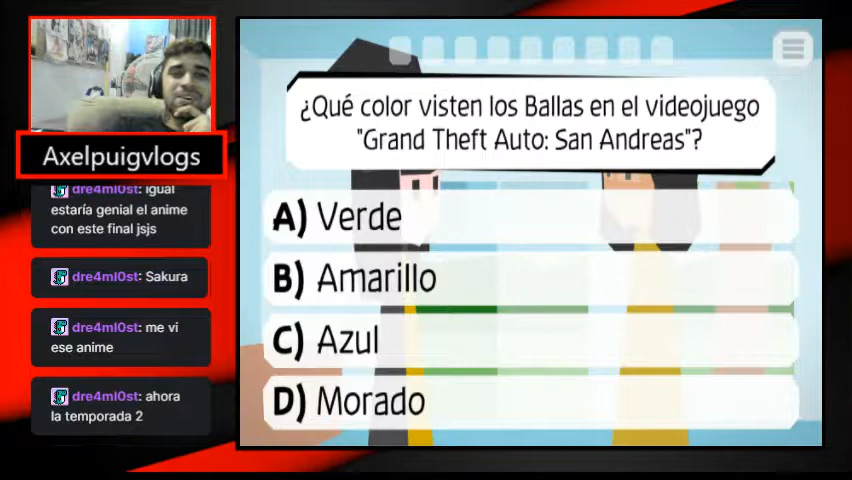 ¿Qué color visten los Ballas en el videojuego
"Grand Theft Auto: San Andreas"?
A) Verde
B) Amarillo
C) Azul
D) Morado
Axelpuigvlogs
dre4ml0st: igual
estaría genial el anime
con este final jsjs
dre4ml0st: Sakura
dre4ml0st: me vi
ese anime
dre4ml0st: ahora
la temporada 2